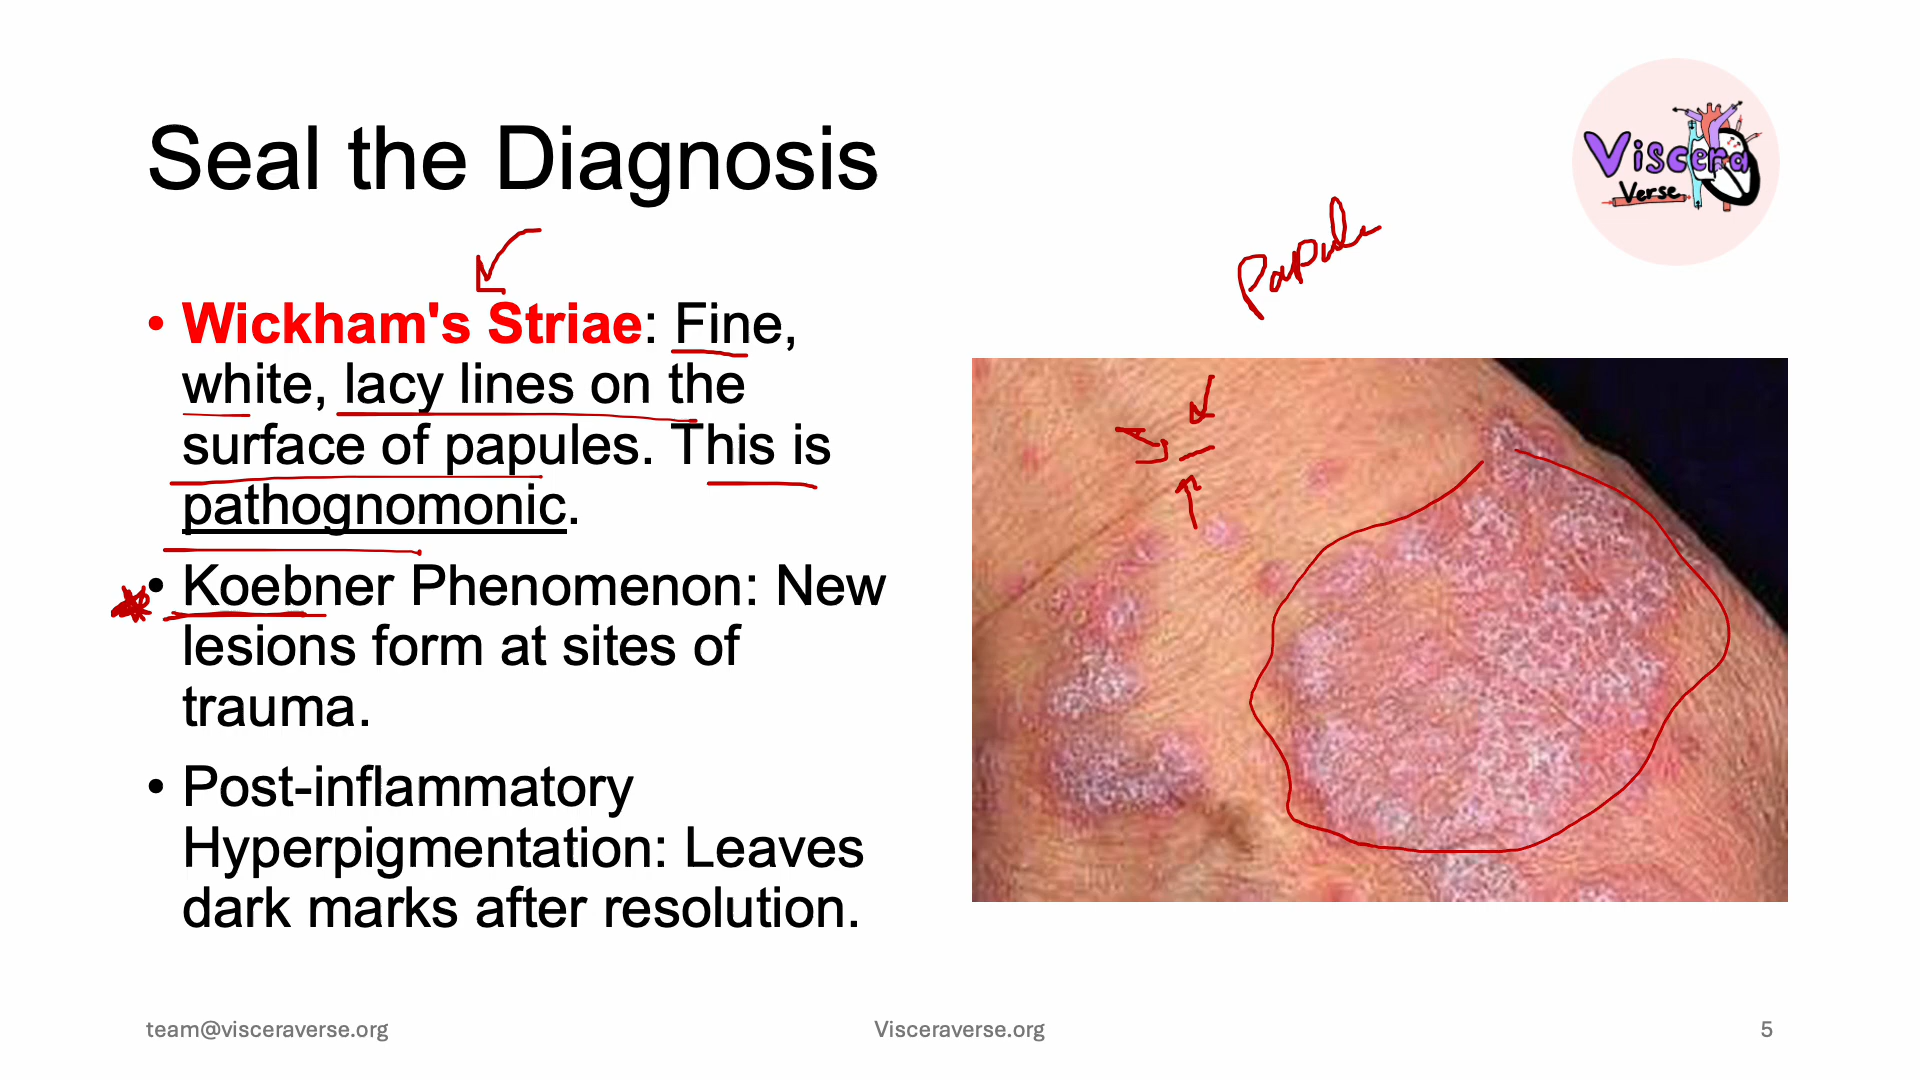 Seal the Diagnosis
Viscera
Verse
Papule
• Wickham's Striae: Fine,
white, lacy lines on the
surface of papules. This is
pathognomonic.
• Koebner Phenomenon: New
lesions form at sites of
trauma.
• Post-inflammatory
Hyperpigmentation: Leaves
dark marks after resolution.
team@visceraverse.org
Visceraverse.org
5